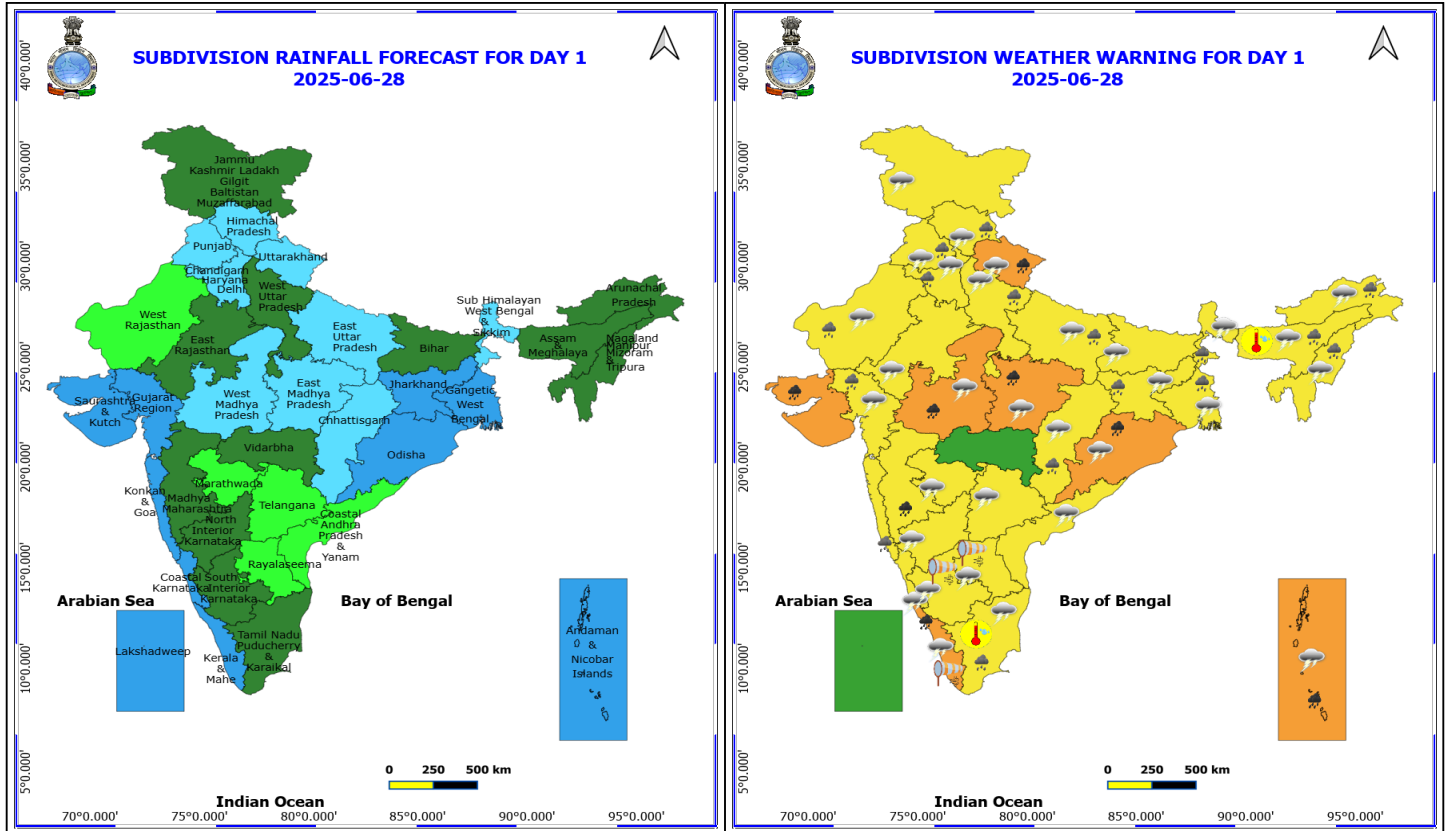 SUBDIVISION RAINFALL FORECAST FOR DAY 1
2025-06-28
40°0.000'
35°0.000'
30°0.000'
25°0.000'
20°0.000'
15°0.000'
10°0.000'
5°0.000'
Jammu
Kashmir Ladakh
Gilgit
Baltistan
Muzaffarabad
Himachal
Pradesh
Punjab
Uttarakhand
Chandigarh
Haryana
Delhi
West
Uttar
Pradesh
West
Rajasthan
East
Rajasthan
East
Uttar
Pradesh
Sub Himalayan
West Bengal
&
Sikkim
Arunachal
Pradesh
Assam
&
Meghalaya
Nagaland
Manipur
Mizoram
&
Tripura
Bihar
Jharkhand
Gangetic
West
Bengal
Saurashtra
&
Kutch
Gujarat
Region
West
Madhya
Pradesh
East
Madhya
Pradesh
Chhattisgarh
Odisha
Vidarbha
Marathwada
Konkan
&
Goa
Madhya
Maharashtra
Telangana
North
Interior
Karnataka
Coastal
Andhra
Pradesh
&
Yanam
Rayalaseema
Coastal
Karnataka
South
Interior
Karnataka
Tamil Nadu
Puducherry
&
Karaikal
Kerala
&
Mahe
Lakshadweep
Andaman
&
Nicobar
Islands
Arabian Sea
Bay of Bengal
Indian Ocean
0 250 500 km
70°0.000' 75°0.000' 80°0.000' 85°0.000' 90°0.000' 95°0.000'
SUBDIVISION WEATHER WARNING FOR DAY 1
2025-06-28
40°0.000'
35°0.000'
30°0.000'
25°0.000'
20°0.000'
15°0.000'
10°0.000'
5°0.000'
Arabian Sea
Bay of Bengal
Indian Ocean
0 250 500 km
70°0.000' 75°0.000' 80°0.000' 85°0.000' 90°0.000' 95°0.000'